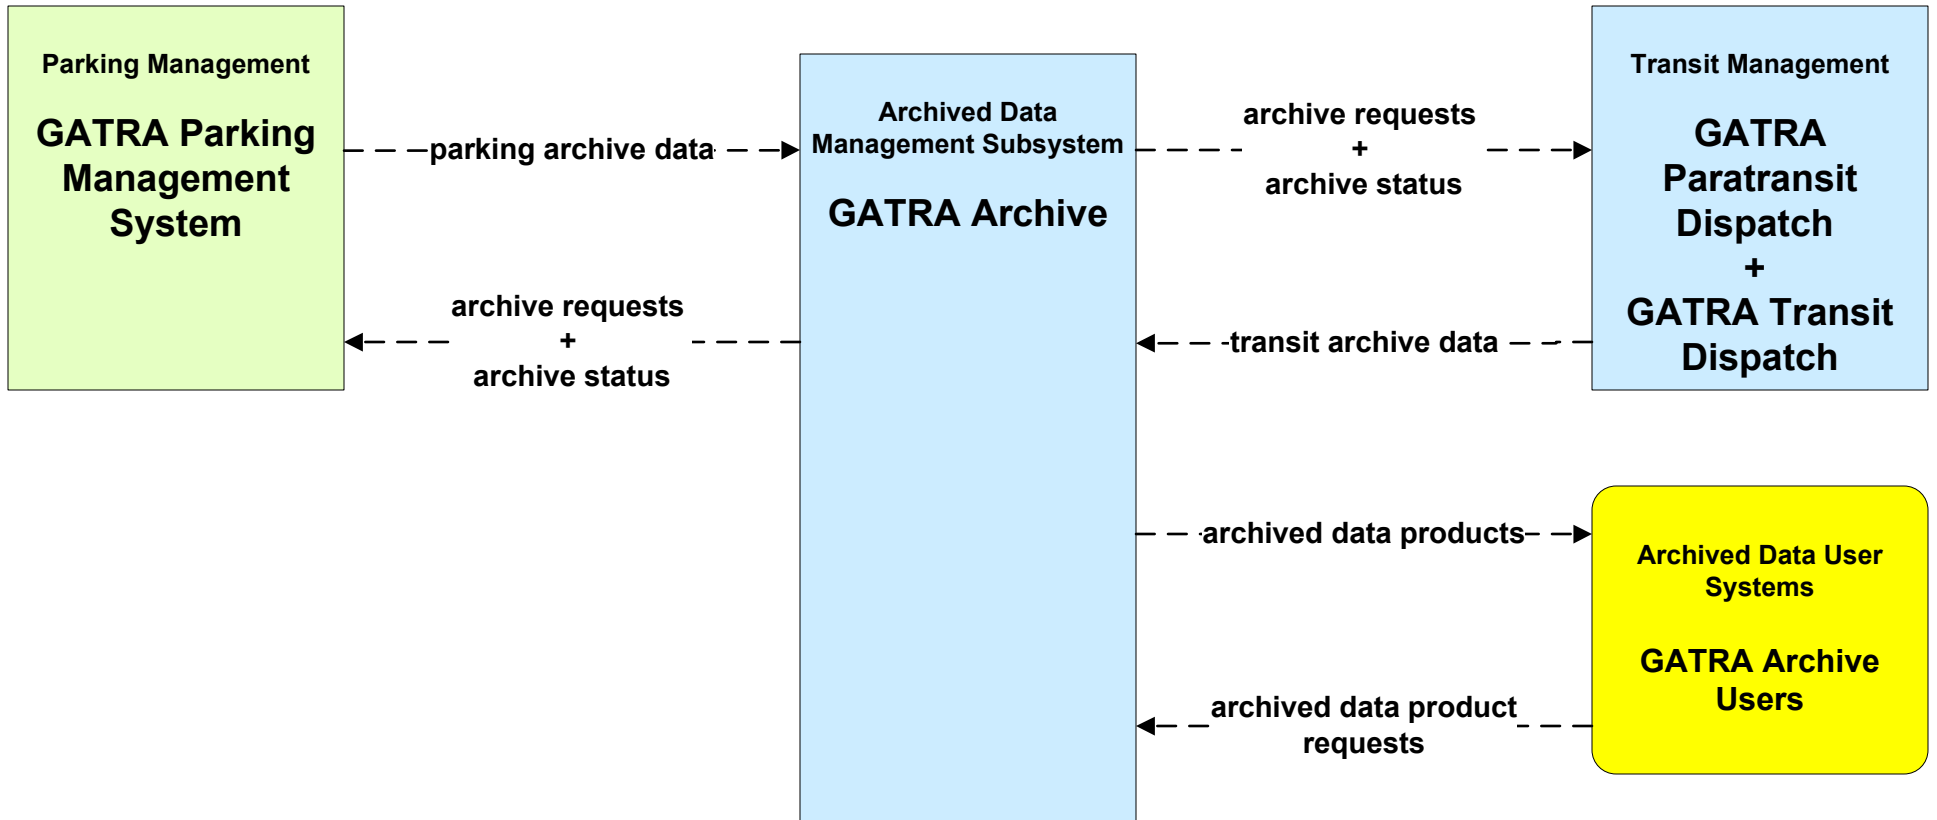 Parking Management
GATRA Parking
Management
System
parking archive data
archive requests
+
archive status
Archived Data
Management Subsystem
GATRA Archive
archive requests
+
archive status
transit archive data
archived data products
archived data product
requests
Transit Management
GATRA
Paratransit
Dispatch
+
GATRA Transit
Dispatch
Archived Data User
Systems
GATRA Archive
Users